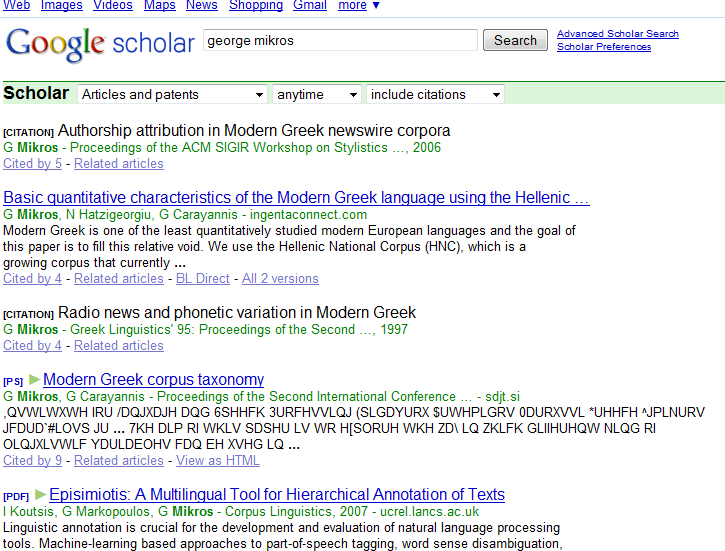 Web Images Videos Maps News Shopping Gmail more ▼
Google scholar george mikros Search Advanced Scholar Search
Scholar Preferences
Scholar Articles and patents anytime include citations
[CITATION] Authorship attribution in Modern Greek newswire corpora
G Mikros - Proceedings of the ACM SIGIR Workshop on Stylistics …, 2006
Cited by 5 - Related articles
Basic quantitative characteristics of the Modern Greek language using the Hellenic …
G Mikros, N Hatzigeorgiu, G Carayannis - ingentaconnect.com
Modern Greek is one of the least quantitatively studied modern European languages and the goal of
this paper is to fill this relative void. We use the Hellenic National Corpus (HNC), which is a
growing corpus that currently ...
Cited by 4 - Related articles - BL Direct - All 2 versions
[CITATION] Radio news and phonetic variation in Modern Greek
G Mikros - Greek Linguistics' 95: Proceedings of the Second …, 1997
Cited by 4 - Related articles
[PS] Modern Greek corpus taxonomy
G Mikros, G Carayannis - Proceedings of the Second International Conference … - sdjt.si
,QVWLWXWH IRU /DQJXDJH DQG 6SHHFK 3URFHVVLQJ (SLGDYURX $UWHPLGRV 0DURXVVL *UHHFH ^JPLNURV
JFDUD`#LOVS JU ... 7KH DLP RI WKLV SDSHU LV WR H[SORUH WKH ZD\ LQ ZKLFK GLIIHUHQW NLQG RI
OLQJXLVWLF YDULDEOHV FDQ EH XVHG LQ ...
Cited by 9 - Related articles - View as HTML
[PDF] Episimiotis: A Multilingual Tool for Hierarchical Annotation of Texts
I Koutsis, G Markopoulos, G Mikros - Corpus Linguistics, 2007 - ucrel.lancs.ac.uk
Linguistic annotation is crucial for the development and evaluation of natural language processing
tools. Machine-learning based approaches to part-of-speech tagging, word sense disambiguation,